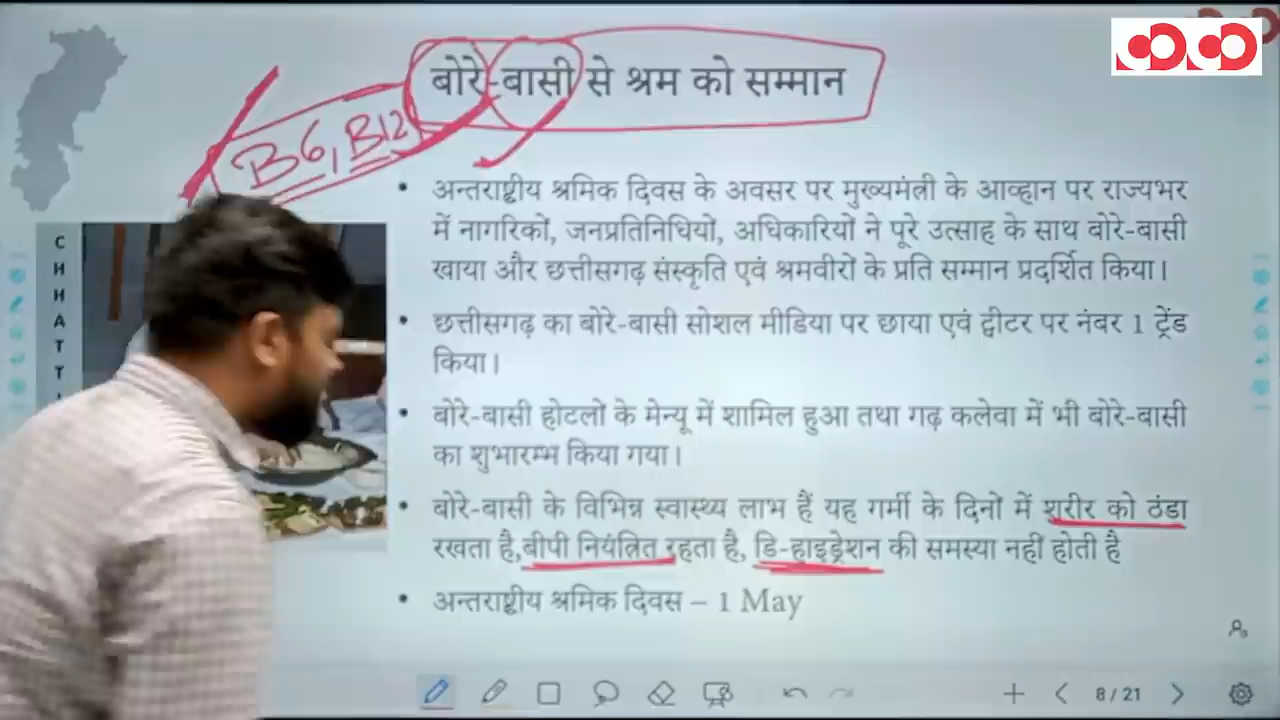 बोरे-बासी से श्रम को सम्मान
B6, B12
अन्तराष्ट्रीय श्रमिक दिवस के अवसर पर मुख्यमंत्री के आव्हान पर राज्यभर
में नागरिकों, जनप्रतिनिधियों, अधिकारियों ने पूरे उत्साह के साथ बोरे-बासी
खाया और छत्तीसगढ़ संस्कृति एवं श्रमवीरों के प्रति सम्मान प्रदर्शित किया।
छत्तीसगढ़ का बोरे-बासी सोशल मीडिया पर छाया एवं ट्वीटर पर नंबर 1 ट्रेंड
किया।
बोरे-बासी होटलों के मेन्यू में शामिल हुआ तथा गढ़ कलेवा में भी बोरे-बासी
का शुभारम्भ किया गया।
बोरे-बासी के विभिन्न स्वास्थ्य लाभ हैं यह गर्मी के दिनों में शरीर को ठंडा
रखता है,बीपी नियंत्रित रहता है, डि-हाइड्रेशन की समस्या नहीं होती है
अन्तराष्ट्रीय श्रमिक दिवस – 1 May
C
H
H
A
T
T
8 / 21